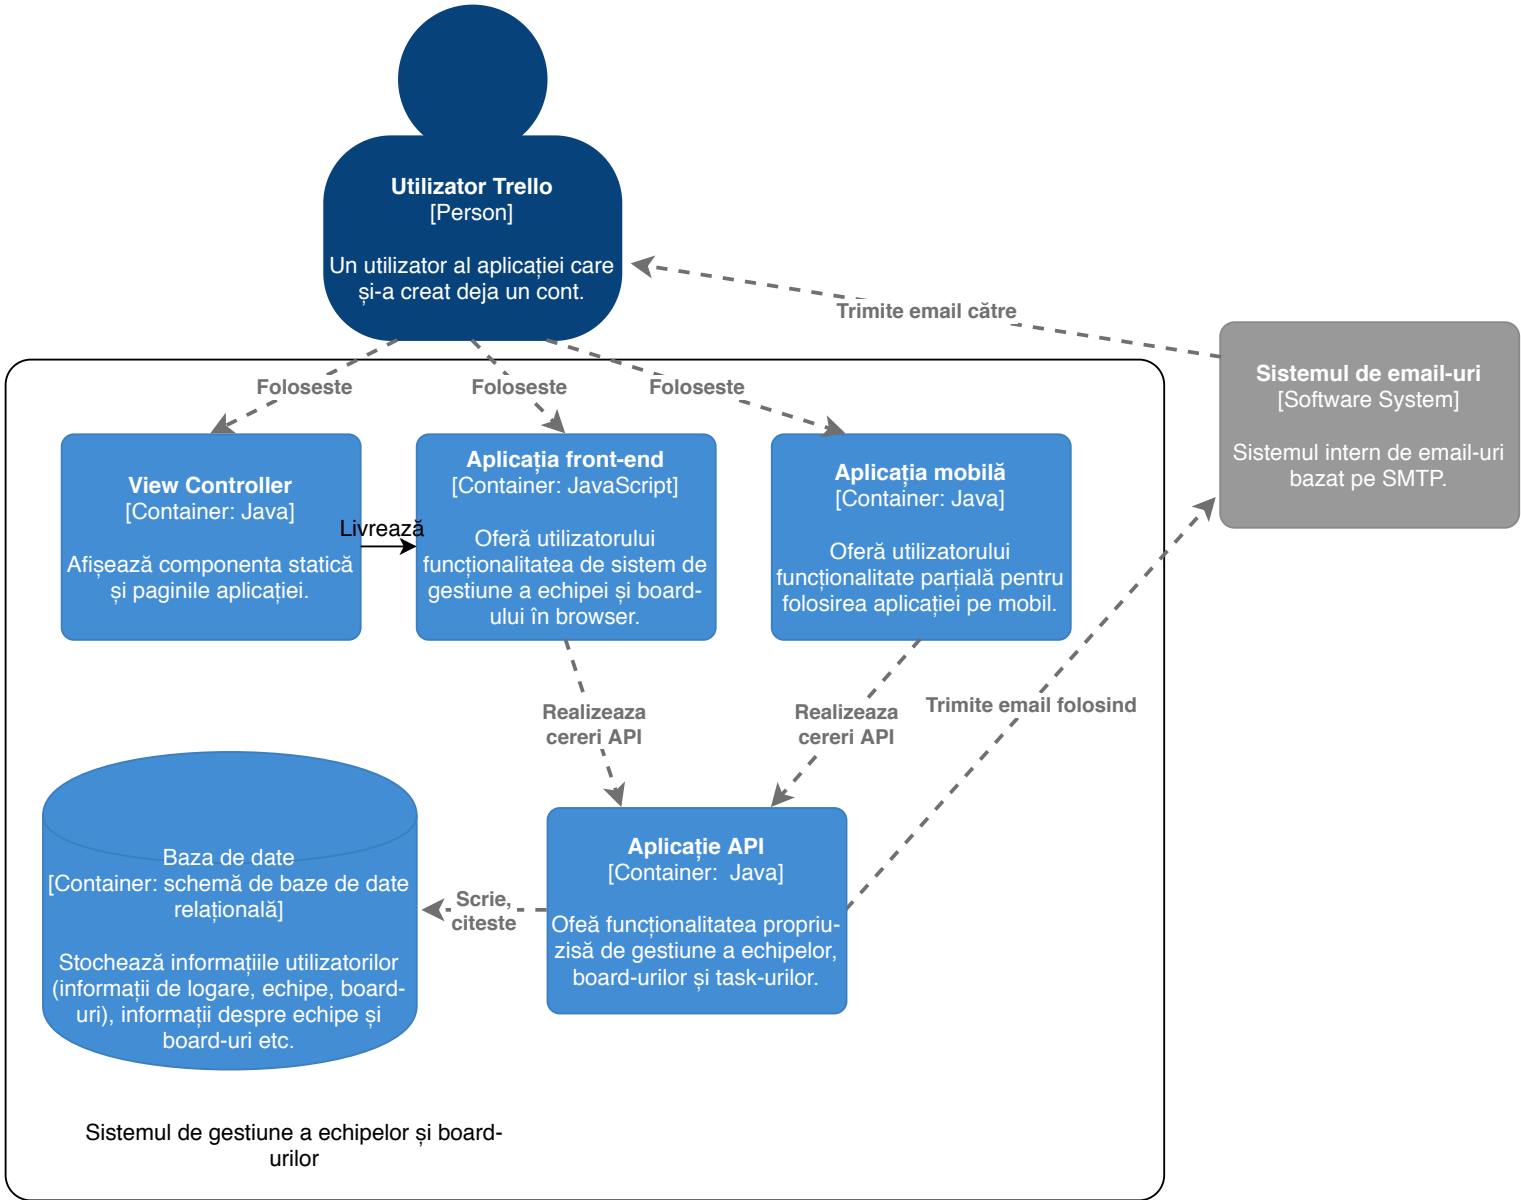 Utilizator Trello
[Person]
Un utilizator al aplicației care
și-a creat deja un cont.
Trimite email către
Sistemul de email-uri
[Software System]
Sistemul intern de email-uri
bazat pe SMTP.
Foloseste
Foloseste
Foloseste
View Controller
[Container: Java]
Afișează componenta statică
și paginile aplicației.
Livrează
Aplicația front-end
[Container: JavaScript]
Oferă utilizatorului
funcționalitatea de sistem de
gestiune a echipei și board-
ului în browser.
Aplicația mobilă
[Container: Java]
Oferă utilizatorului
funcționalitate parțială pentru
folosirea aplicației pe mobil.
Realizeaza
cereri API
Realizeaza
cereri API
Trimite email folosind
Baza de date
[Container: schemă de baze de date
relațională]
Stochează informațiile utilizatorilor
(informații de logare, echipe, board-
uri), informații despre echipe și
board-uri etc.
Scrie,
citeste
Aplicație API
[Container:  Java]
Ofeă funcționalitatea propriu-
zisă de gestiune a echipelor,
board-urilor și task-urilor.
Sistemul de gestiune a echipelor și board-
urilor